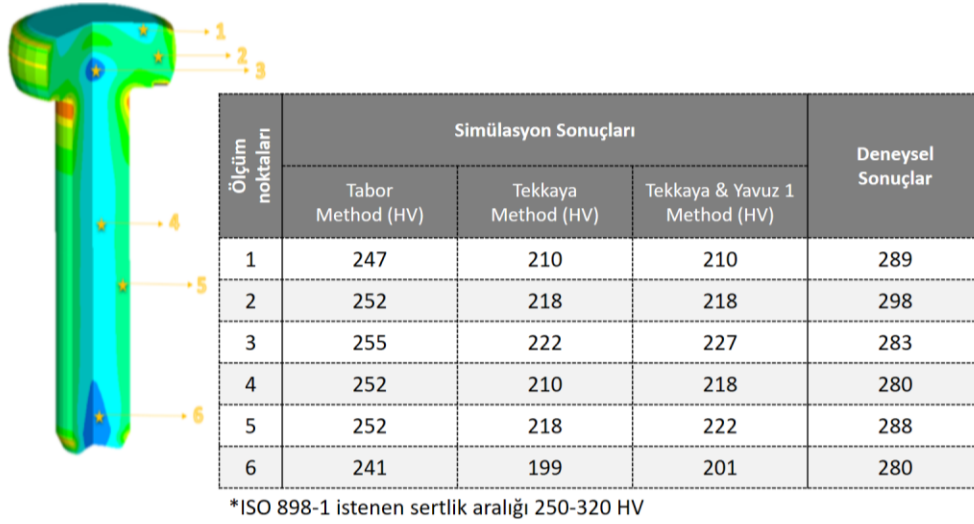 1
2
3
4
5
6
Ölçüm
noktaları
Simülasyon Sonuçları
Deneysel
Sonuçlar
Tabor
Method (HV)
Tekkaya
Method (HV)
Tekkaya & Yavuz 1
Method (HV)
1 247 210 210 289
2 252 218 218 298
3 255 222 227 283
4 252 210 218 280
5 252 218 222 288
6 241 199 201 280
*ISO 898-1 istenen sertlik aralığı 250-320 HV